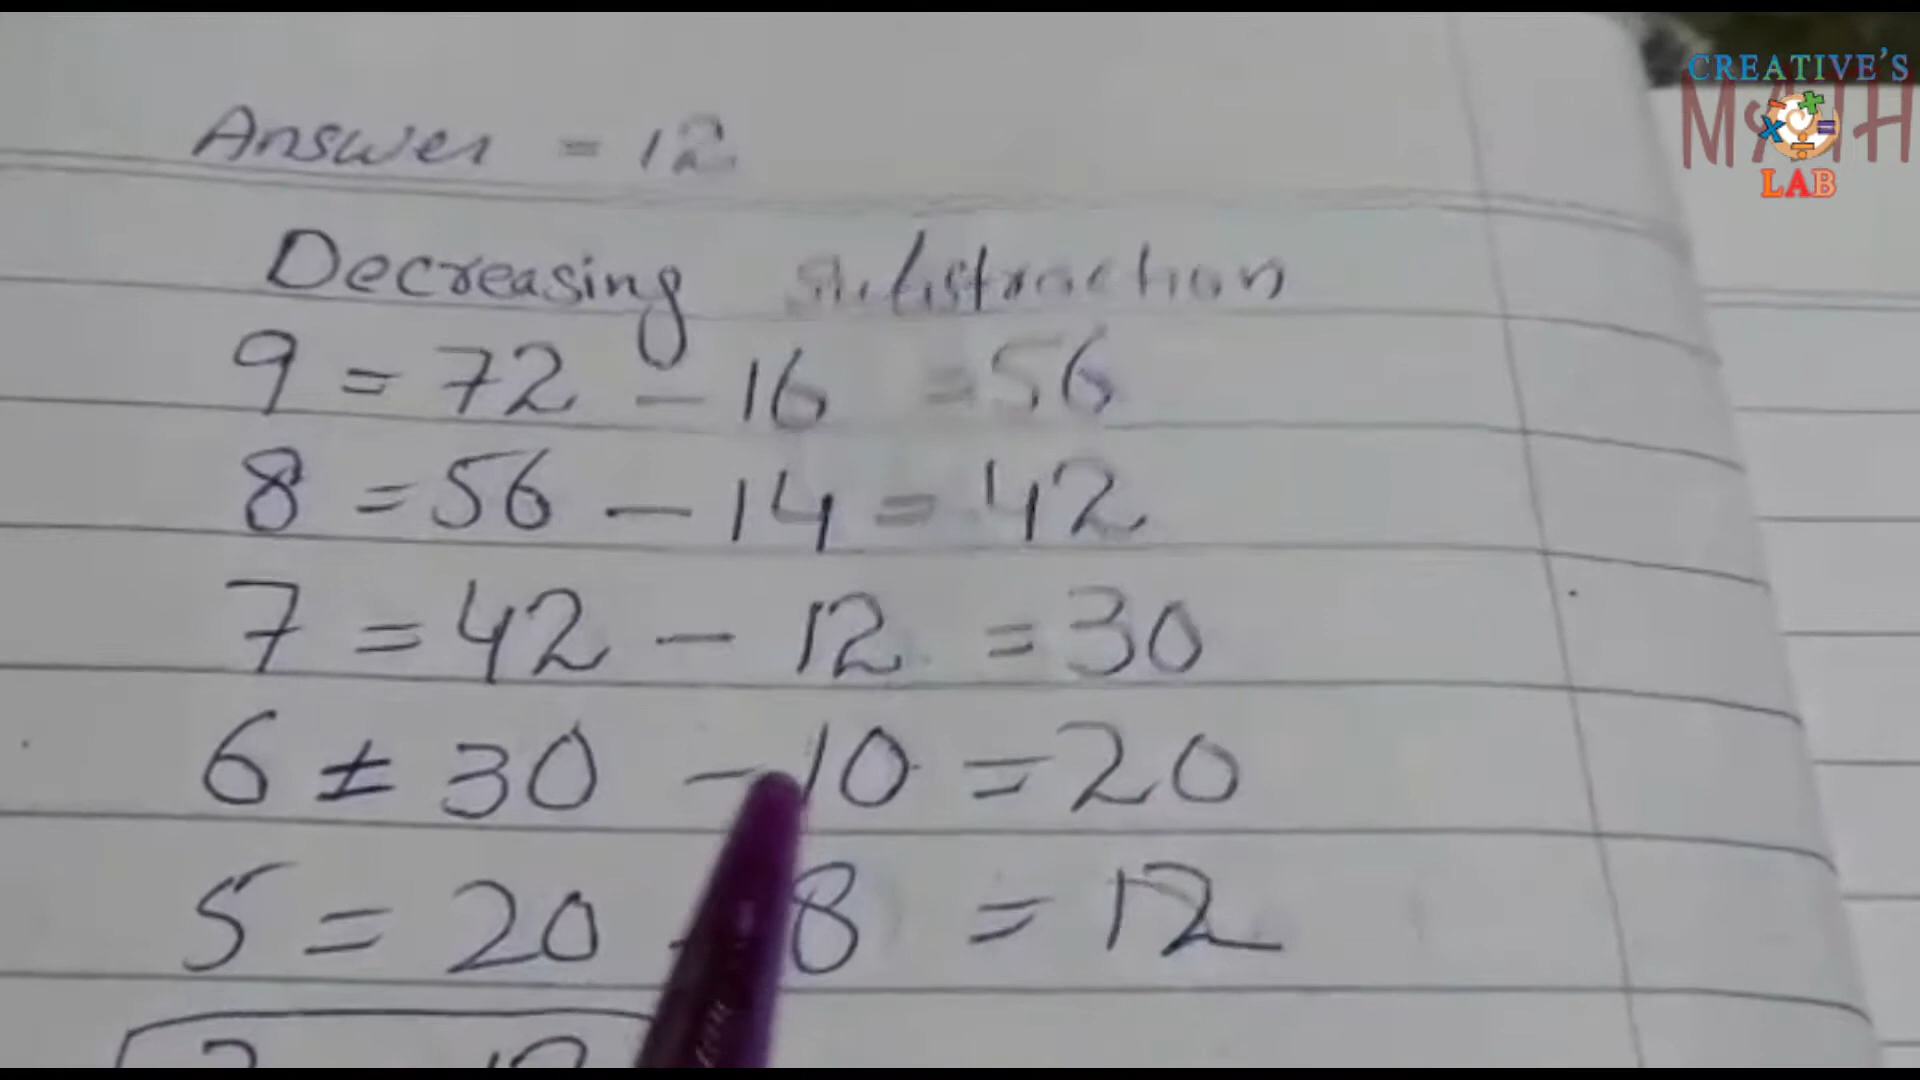 CREATIVE'S
MATH
LAB
Answer = 12
Decreasing substraction
9 = 72 - 16 = 56
8 = 56 - 14 = 42
7 = 42 - 12 = 30
6 = 30 - 10 = 20
5 = 20 - 8 = 12